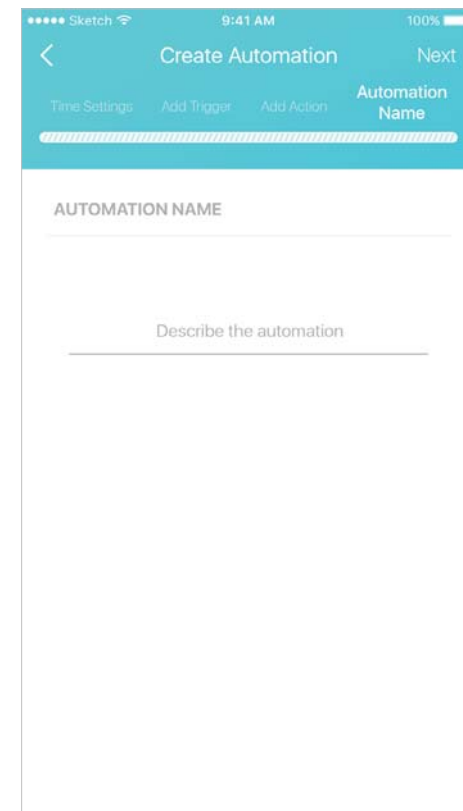 Sketch 9:41 AM 100%
Create Automation Next
Time Settings Add Trigger Add Action Automation Name
AUTOMATION NAME
Describe the automation